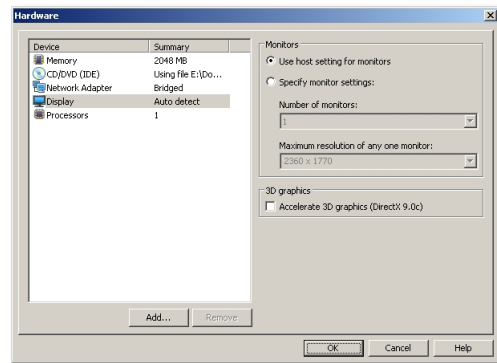 Hardware
Device Summary
Memory 2048 MB
CD/DVD (IDE) Using file E:\Do...
Network Adapter Bridged
Display Auto detect
Processors 1
Add... Remove
Monitors
Use host setting for monitors
Specify monitor settings:
Number of monitors:
1
Maximum resolution of any one monitor:
2360 x 1770
3D graphics
Accelerate 3D graphics (DirectX 9.0c)
OK Cancel Help